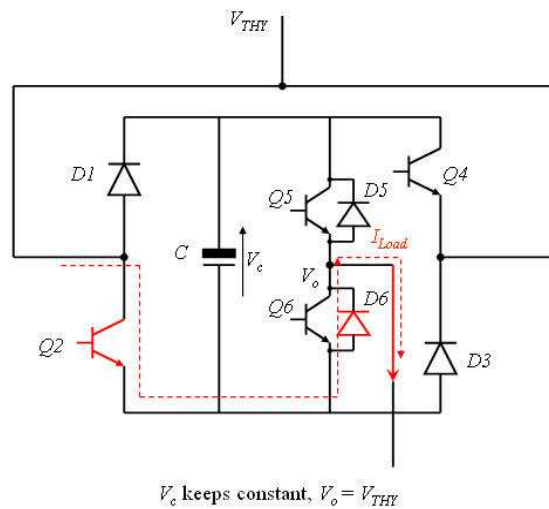 V_THY
D1
Q4
Q5
D5
I_Load
C
V_c
V_o
Q6
D6
Q2
D3
V_c keeps constant, V_o = V_THY